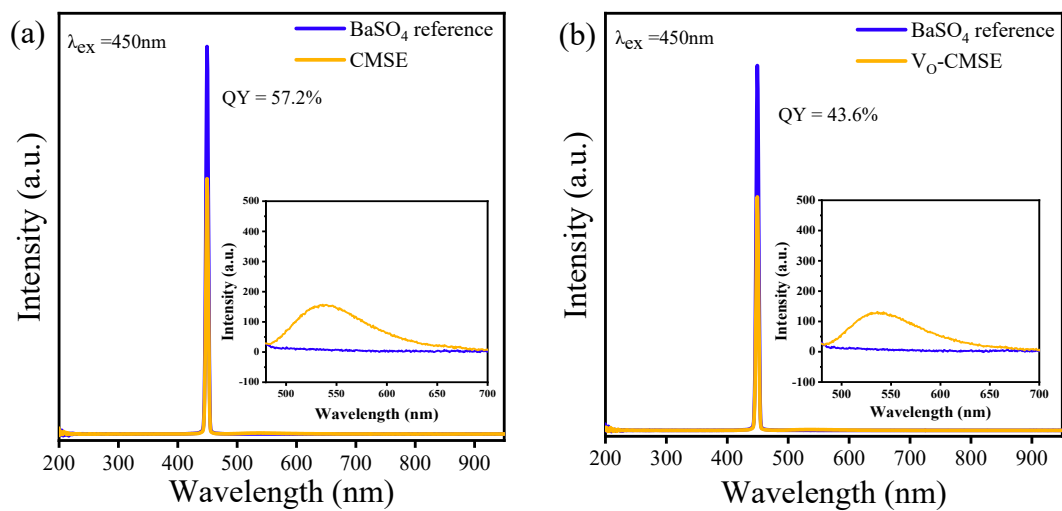 (a)
λex =450nm
BaSO4 reference
CMSE
QY = 57.2%
Intensity (a.u.)
500
400
300
200
100
0
-100
Intensity (a.u.)
500 550 600 650 700
Wavelength (nm)
200 300 400 500 600 700 800 900
Wavelength (nm)
(b)
λex =450nm
BaSO4 reference
VO-CMSE
QY = 43.6%
Intensity (a.u.)
500
400
300
200
100
0
-100
Intensity (a.u.)
500 550 600 650 700
Wavelength (nm)
200 300 400 500 600 700 800 900
Wavelength (nm)